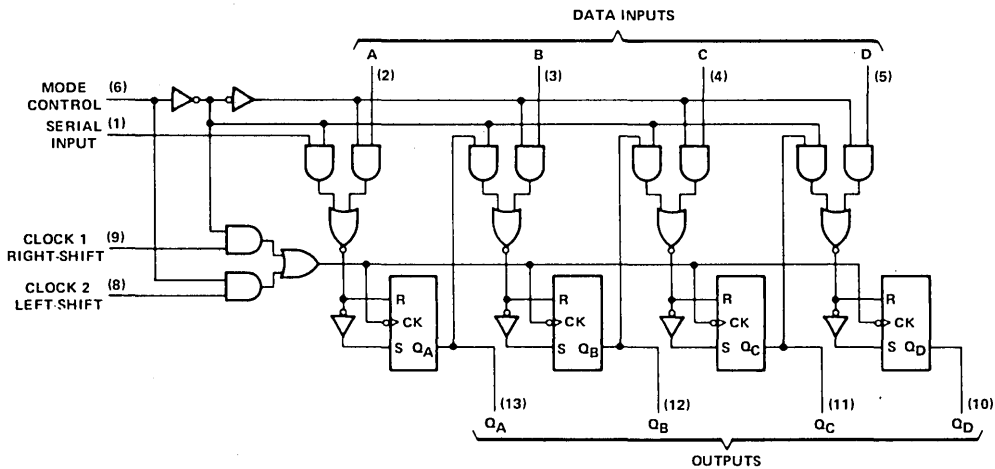 DATA INPUTS
A B C D
(2) (3) (4) (5)
MODE (6)
CONTROL
SERIAL (1)
INPUT
CLOCK 1 (9)
RIGHT-SHIFT
CLOCK 2 (8)
LEFT-SHIFT
R R R R
CK CK CK CK
S QA S QB S QC S QD
(13) (12) (11) (10)
QA QB QC QD
OUTPUTS